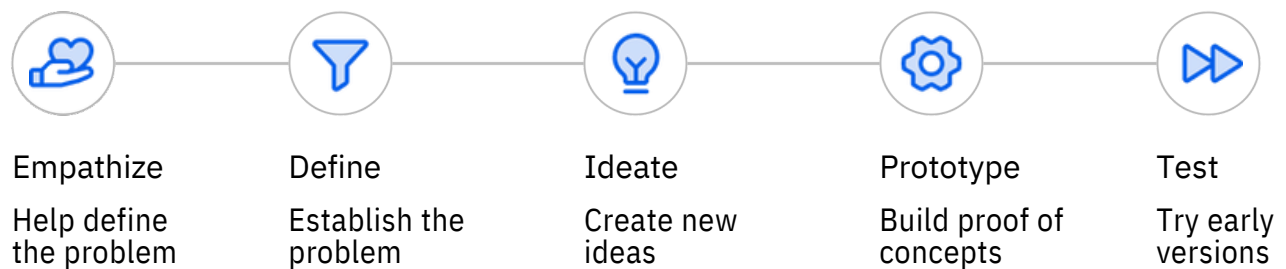 Empathize
Help define
the problem
Define
Establish the
problem
Ideate
Create new
ideas
Prototype
Build proof of
concepts
Test
Try early
versions